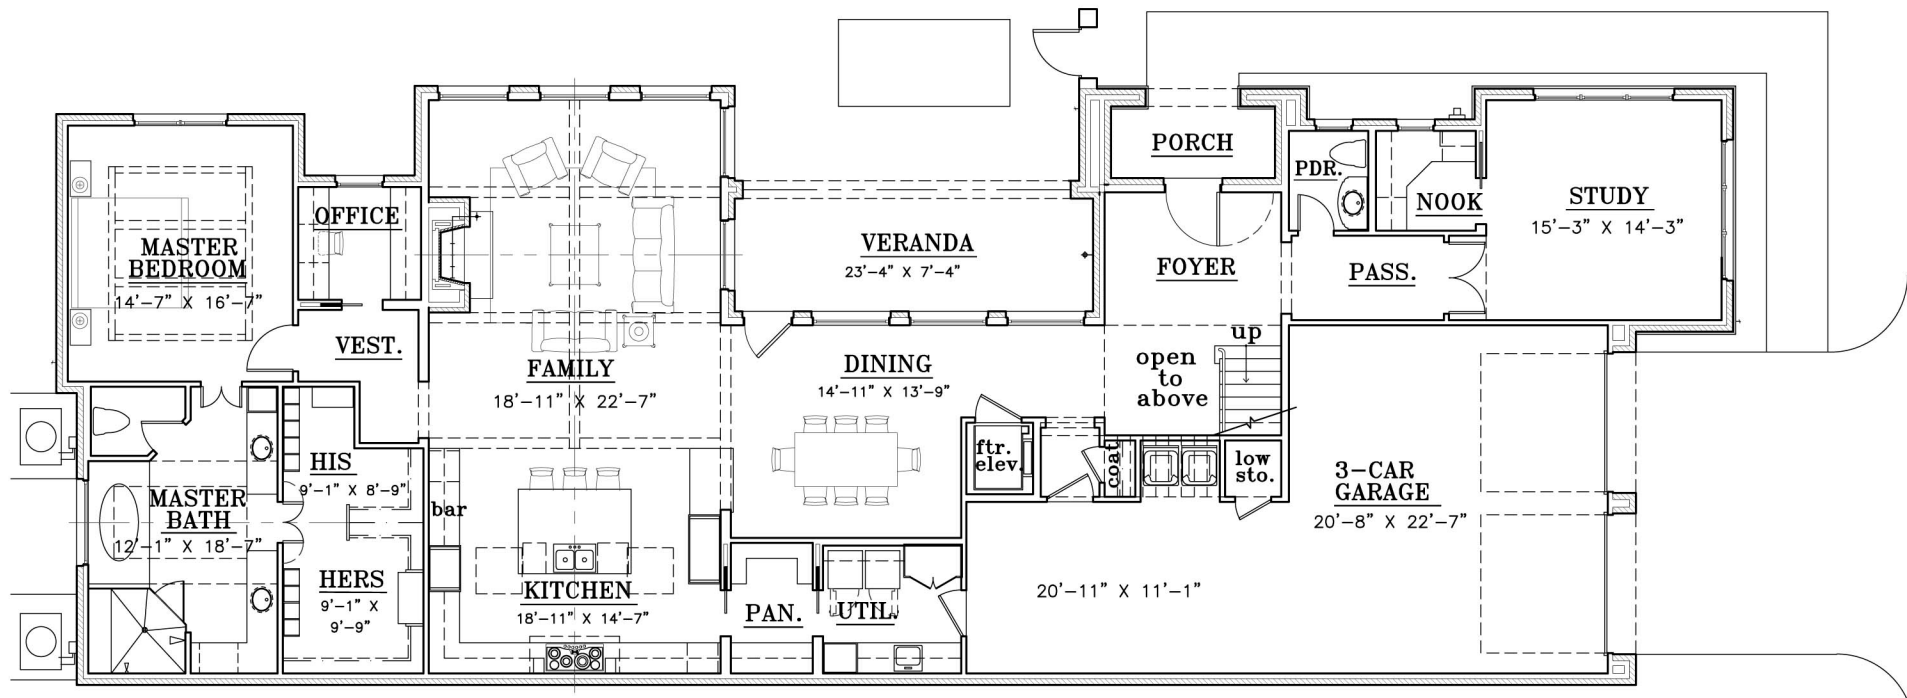 MASTER
BEDROOM
14'-7" X 16'-7"
OFFICE
VEST.
FAMILY
18'-11" X 22'-7"
VERANDA
23'-4" X 7'-4"
DINING
14'-11" X 13'-9"
PORCH
FOYER
PDR.
NOOK
PASS.
STUDY
15'-3" X 14'-3"
up
open
to
above
ftr.
elev.
coat
low
sto.
3-CAR
GARAGE
20'-8" X 22'-7"
20'-11" X 11'-1"
MASTER
BATH
12'-1" X 18'-7"
HIS
9'-1" X 8'-9"
HERS
9'-1" X
9'-9"
bar
KITCHEN
18'-11" X 14'-7"
PAN.
UTIL.